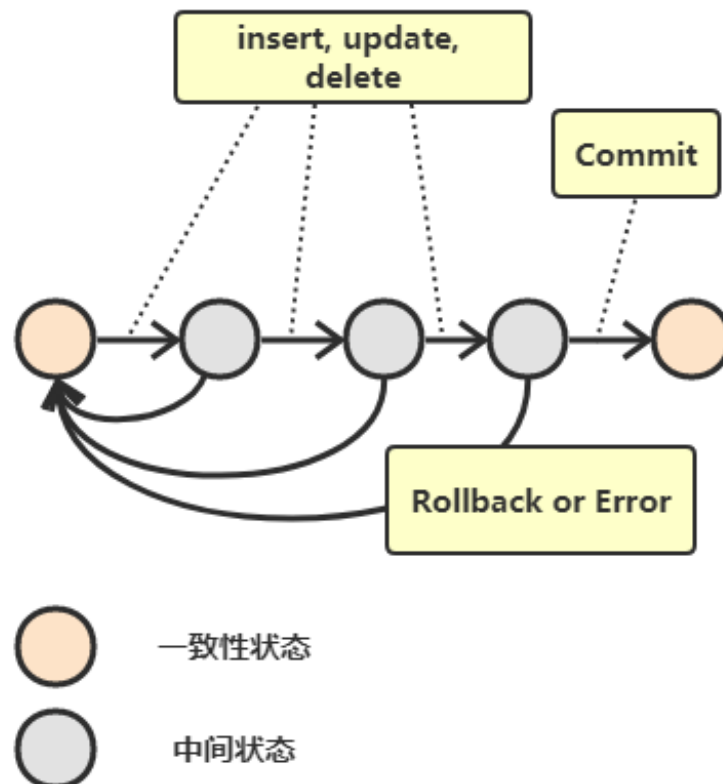 insert, update,
delete
Commit
Rollback or Error
一致性状态
中间状态